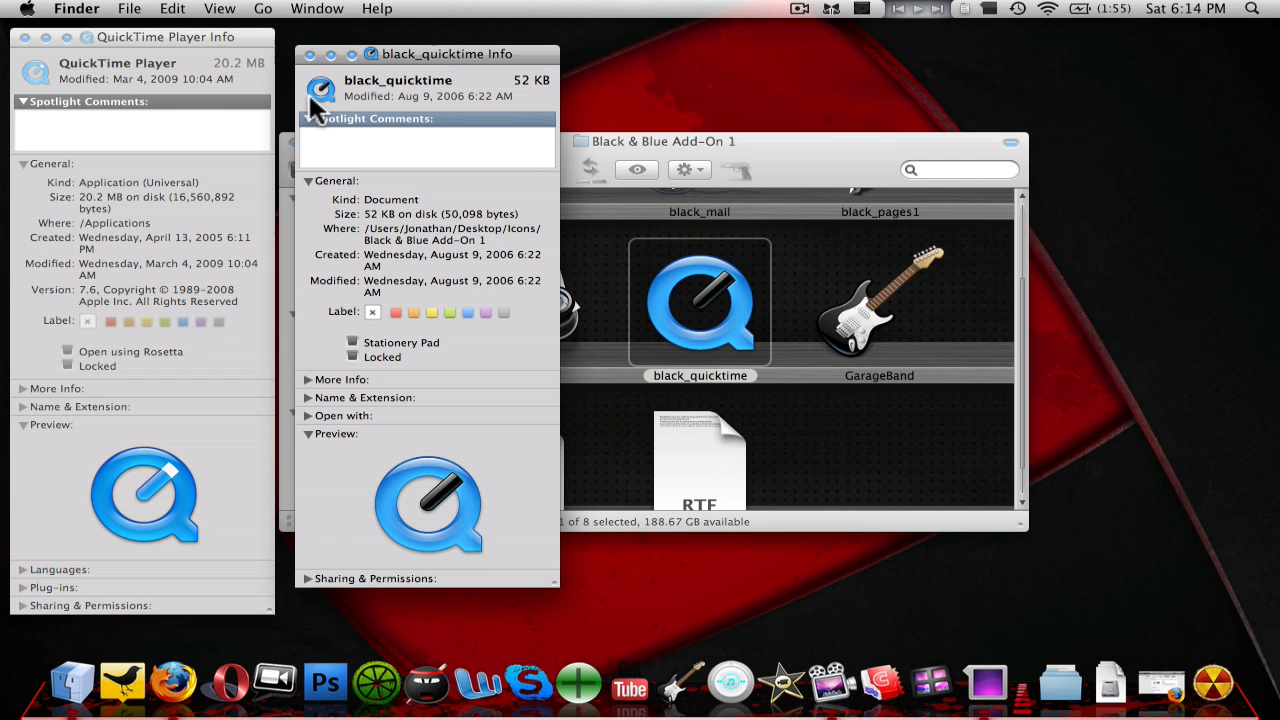 Finder File Edit View Go Window Help (1:55) Sat 6:14 PM
QuickTime Player Info
QuickTime Player 20.2 MB
Modified: Mar 4, 2009 10:04 AM
Spotlight Comments:
General:
Kind: Application (Universal)
Size: 20.2 MB on disk (16,560,892
bytes)
Where: /Applications
Created: Wednesday, April 13, 2005 6:11
PM
Modified: Wednesday, March 4, 2009 10:04
AM
Version: 7.6, Copyright © 1989-2008
Apple Inc. All Rights Reserved
Label:
Open using Rosetta
Locked
More Info:
Name & Extension:
Preview:
Languages:
Plug-ins:
Sharing & Permissions:
black_quicktime Info
black_quicktime 52 KB
Modified: Aug 9, 2006 6:22 AM
Spotlight Comments:
General:
Kind: Document
Size: 52 KB on disk (50,098 bytes)
Where: /Users/Jonathan/Desktop/Icons/
Black & Blue Add-On 1
Created: Wednesday, August 9, 2006 6:22
AM
Modified: Wednesday, August 9, 2006 6:22
AM
Label:
Stationery Pad
Locked
More Info:
Name & Extension:
Open with:
Preview:
Sharing & Permissions:
Black & Blue Add-On 1
black_mail black_pages1
black_quicktime GarageBand
RTF
1 of 8 selected, 188.67 GB available
Ps
You
Tube